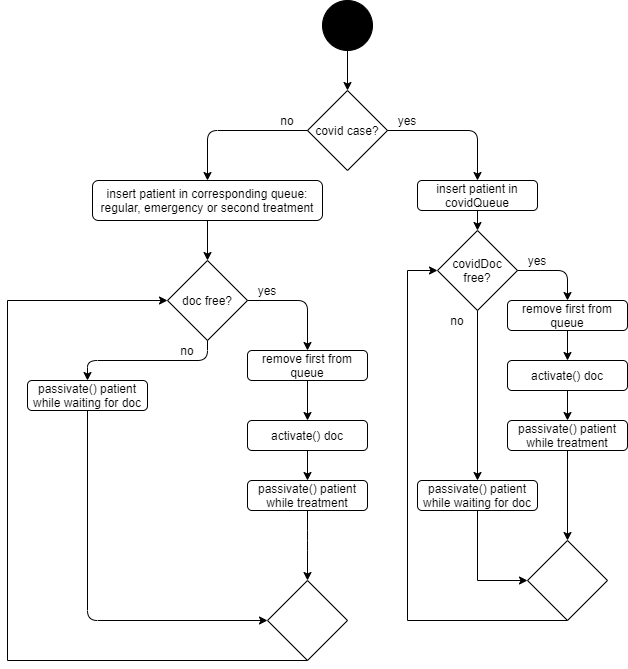 covid case?
no
yes
insert patient in corresponding queue:
regular, emergency or second treatment
insert patient in
covidQueue
doc free?
yes
no
covidDoc
free?
yes
no
passivate() patient
while waiting for doc
remove first from
queue
activate() doc
passivate() patient
while treatment
remove first from
queue
activate() doc
passivate() patient
while treatment
passivate() patient
while waiting for doc